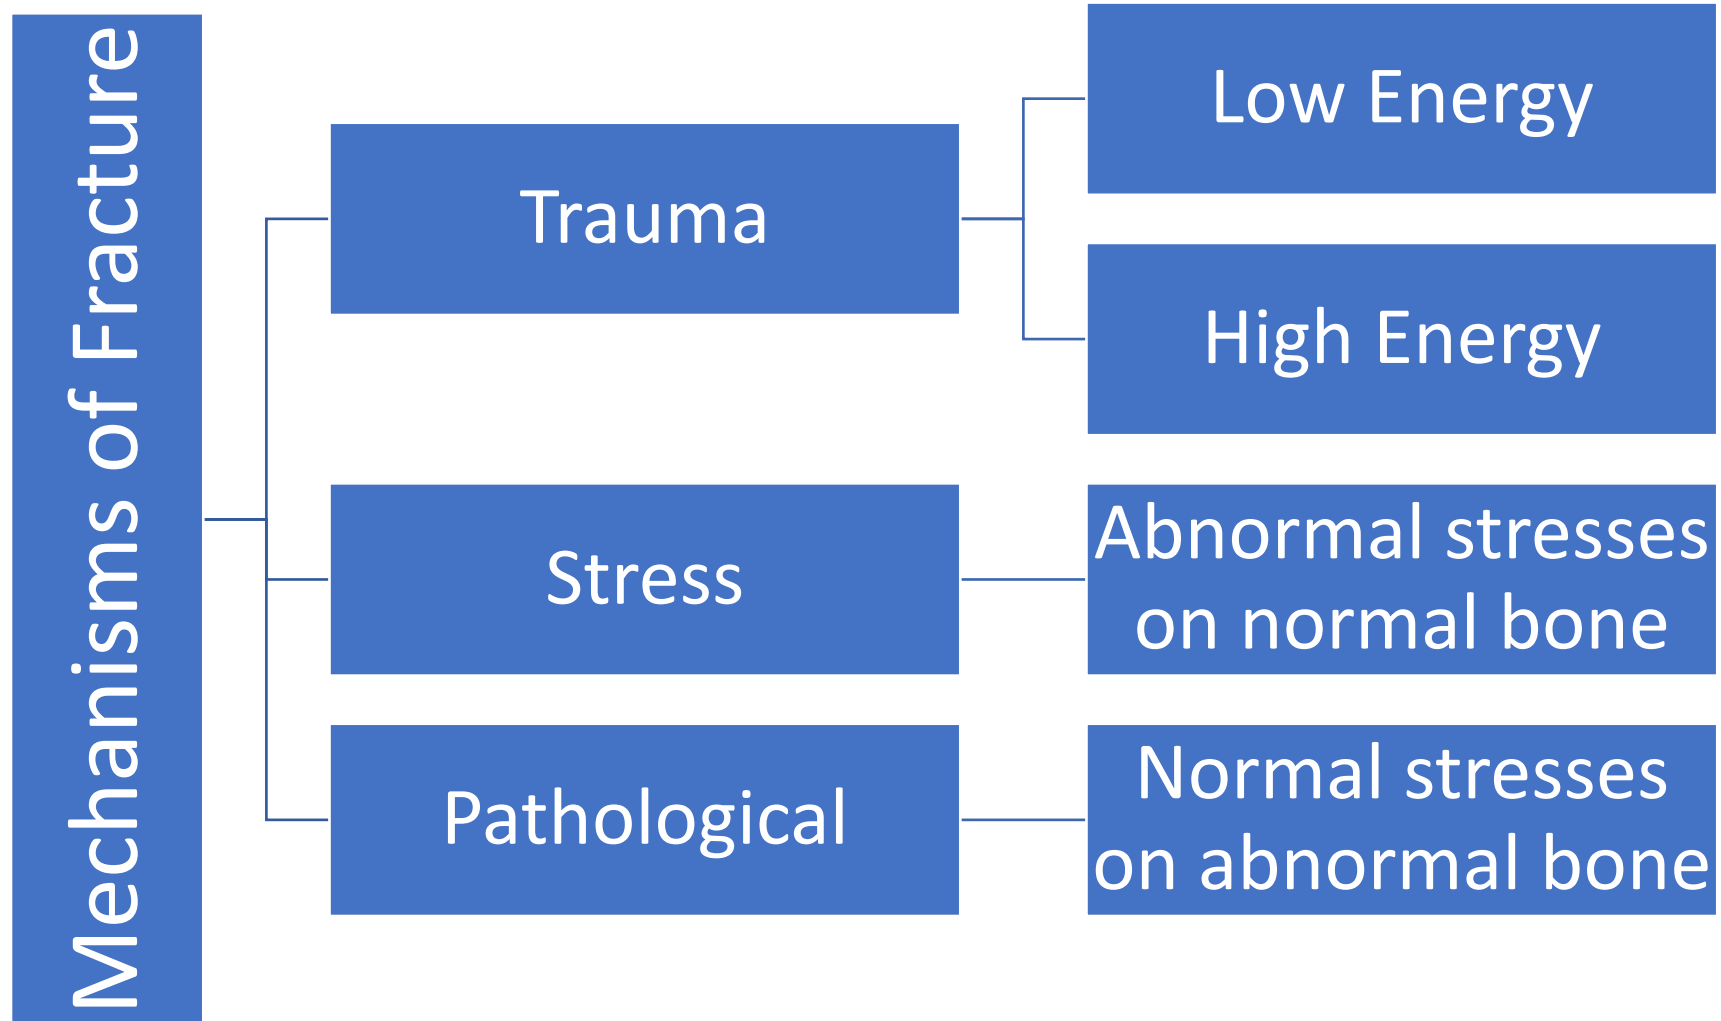 Mechanisms of Fracture
Trauma
Low Energy
High Energy
Stress
Abnormal stresses
on normal bone
Pathological
Normal stresses
on abnormal bone